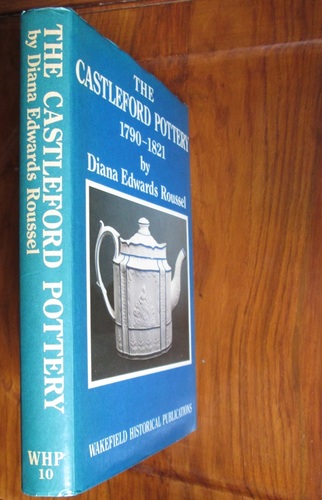 THE CASTLEFORD POTTERY
by Diana Edwards Roussel
WHP
10
THE
CASTLEFORD POTTERY
1790-1821
by
Diana Edwards Roussel
WAKEFIELD HISTORICAL PUBLICATIONS